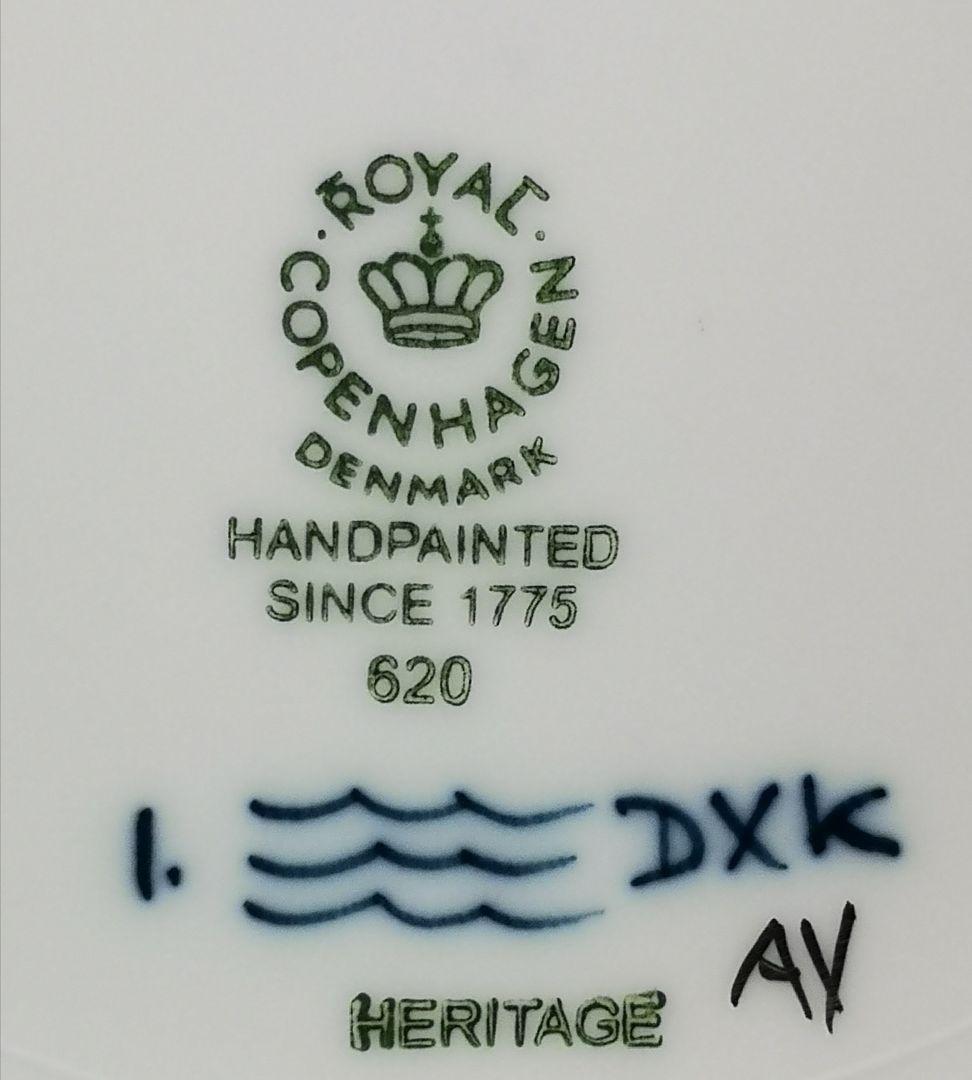 ROYAL
COPENHAGEN
DENMARK
HANDPAINTED
SINCE 1775
620
1. DXK
AV
HERITAGE